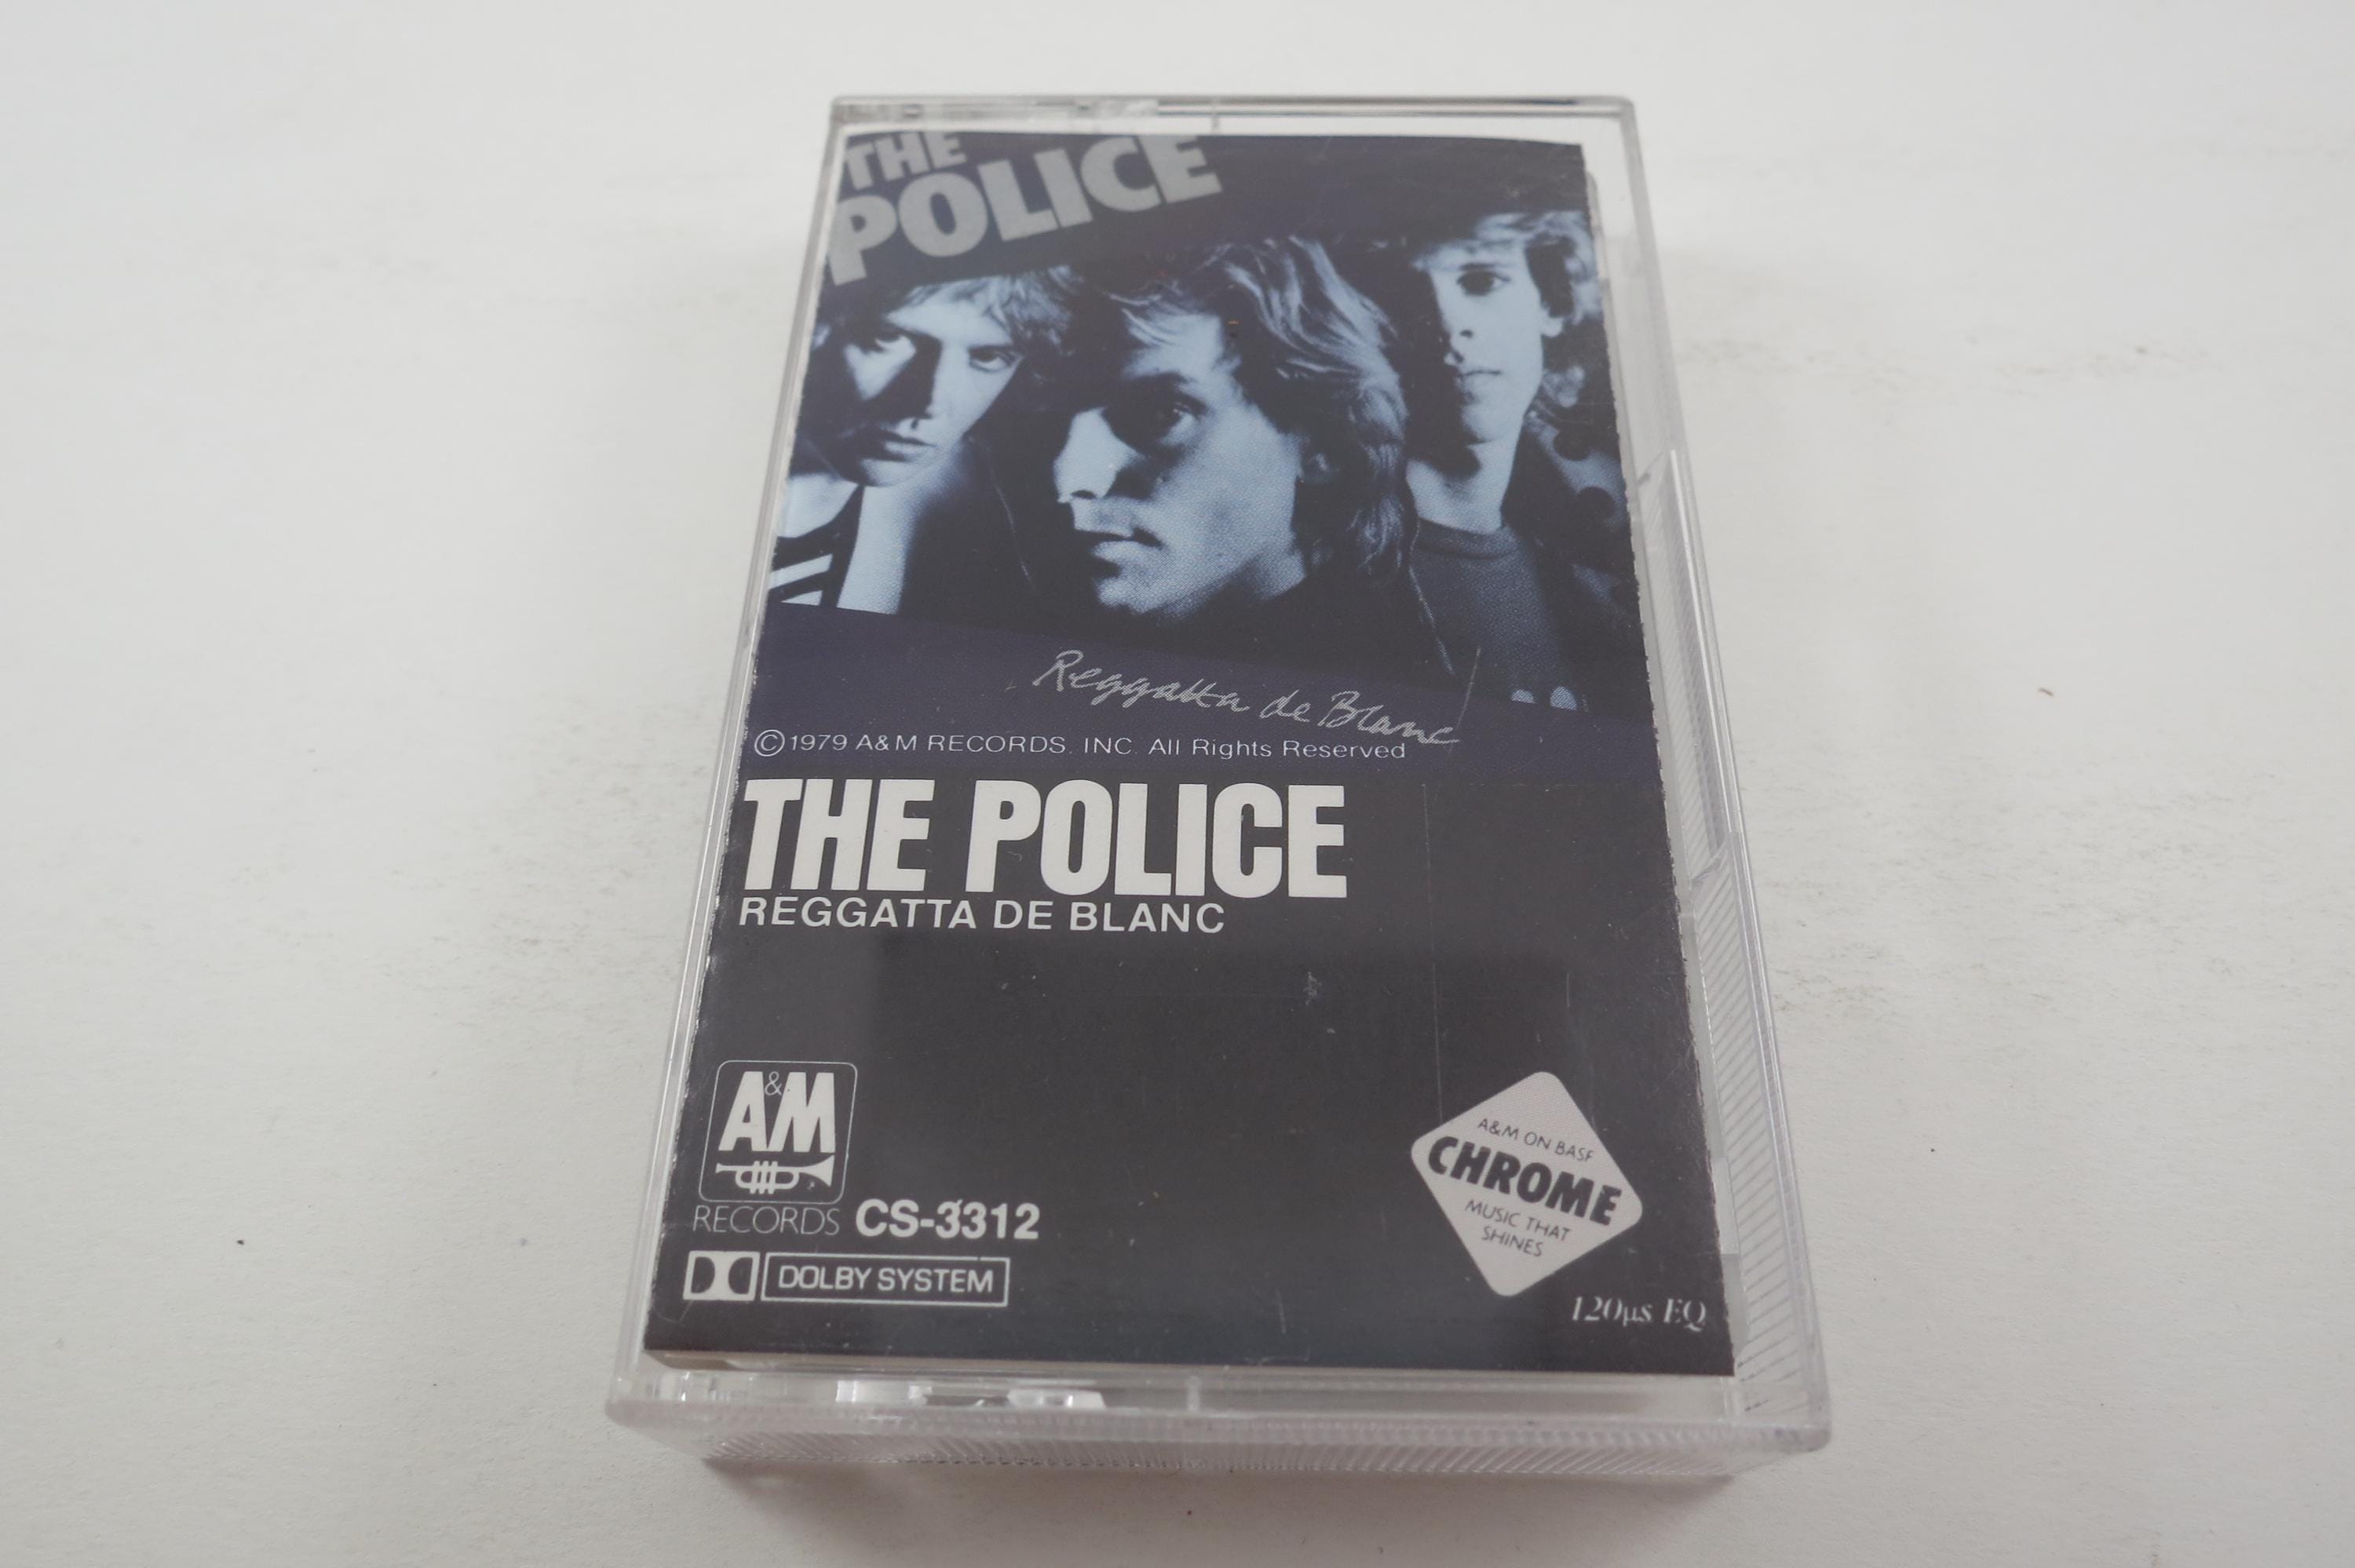 THE
POLICE
Reggatta de Blanc
©1979 A&M RECORDS, INC. All Rights Reserved
THE POLICE
REGGATTA DE BLANC
A&M
RECORDS CS-3312
DOLBY SYSTEM
A&M ON BASF
CHROME
MUSIC THAT
SHINES
120µs EQ